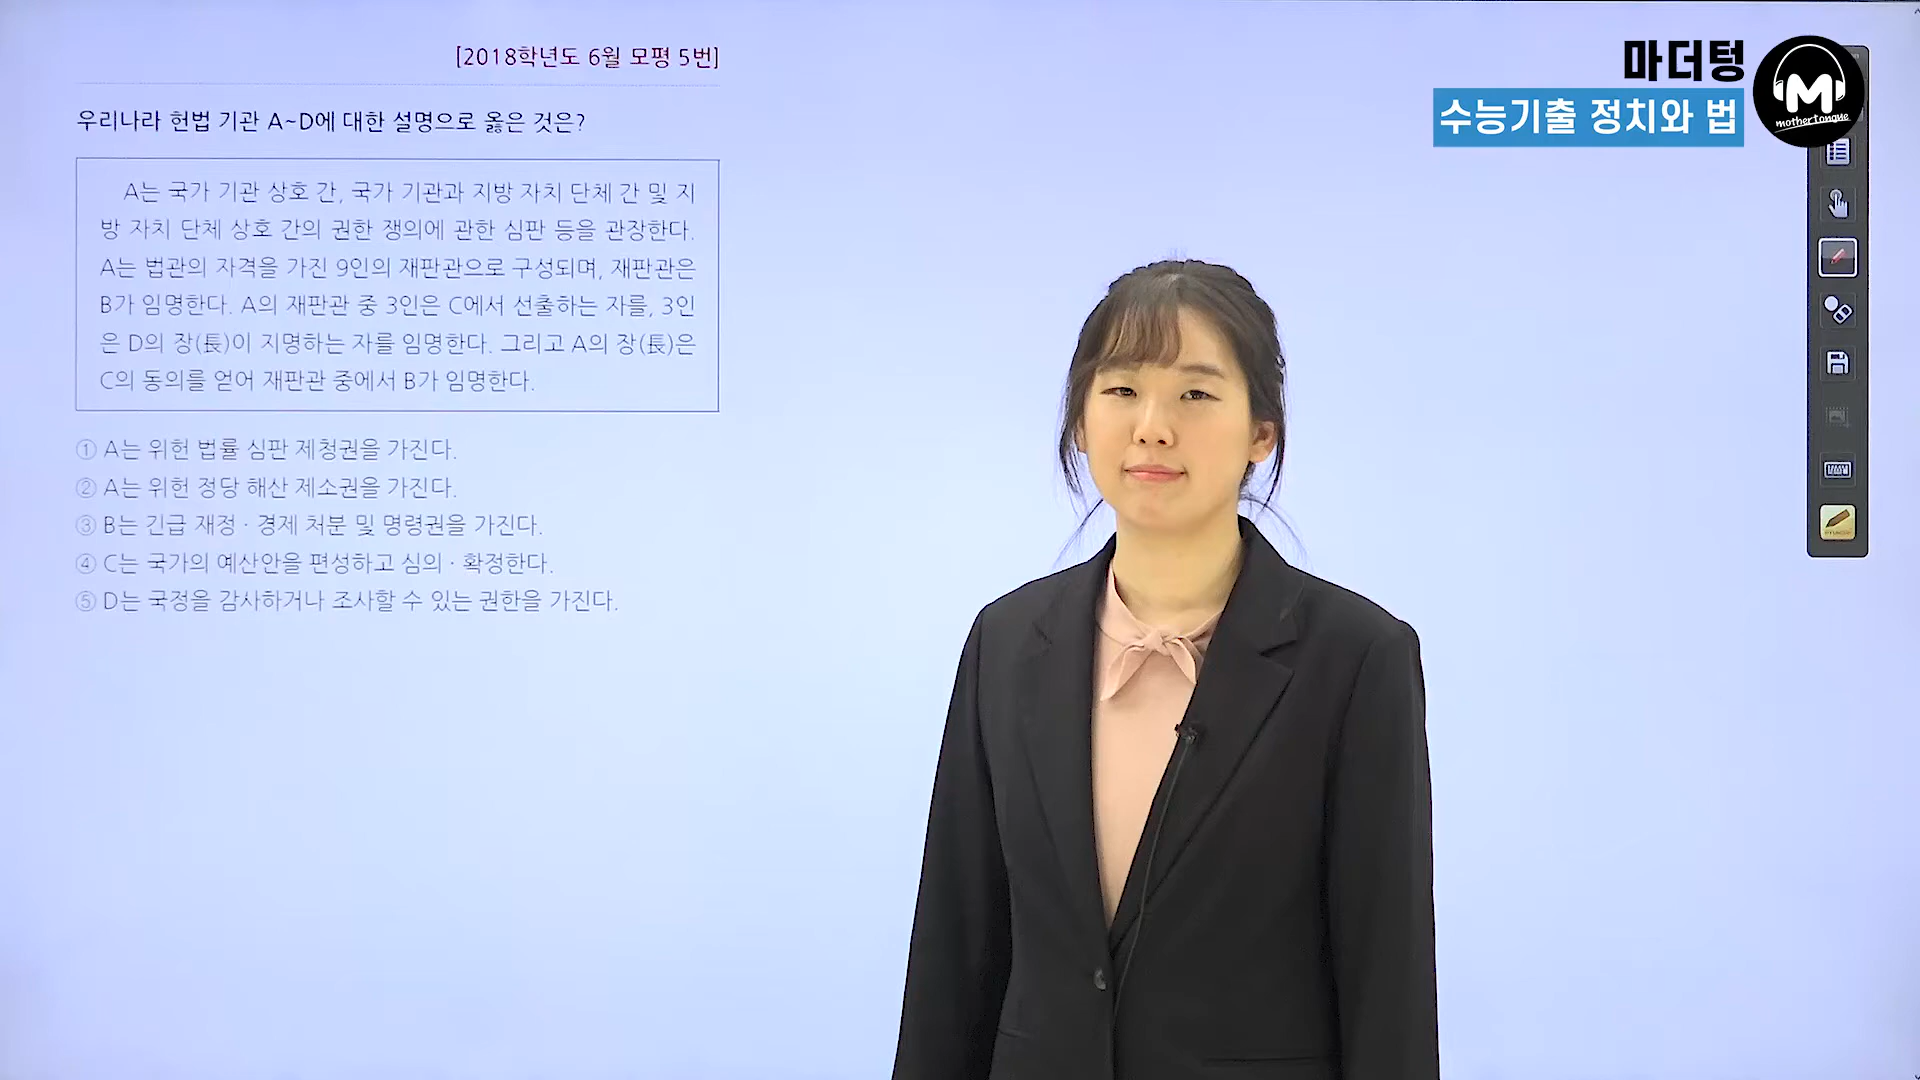 [2018학년도 6월 모평 5번]
우리나라 헌법 기관 A~D에 대한 설명으로 옳은 것은?
A는 국가 기관 상호 간, 국가 기관과 지방 자치 단체 간 및 지
방 자치 단체 상호 간의 권한 쟁의에 관한 심판 등을 관장한다.
A는 법관의 자격을 가진 9인의 재판관으로 구성되며, 재판관은
B가 임명한다. A의 재판관 중 3인은 C에서 선출하는 자를, 3인
은 D의 장(長)이 지명하는 자를 임명한다. 그리고 A의 장(長)은
C의 동의를 얻어 재판관 중에서 B가 임명한다.
① A는 위헌 법률 심판 제청권을 가진다.
② A는 위헌 정당 해산 제소권을 가진다.
③ B는 긴급 재정·경제 처분 및 명령권을 가진다.
④ C는 국가의 예산안을 편성하고 심의·확정한다.
⑤ D는 국정을 감사하거나 조사할 수 있는 권한을 가진다.
마더텅
수능기출 정치와 법
M
mothertongue